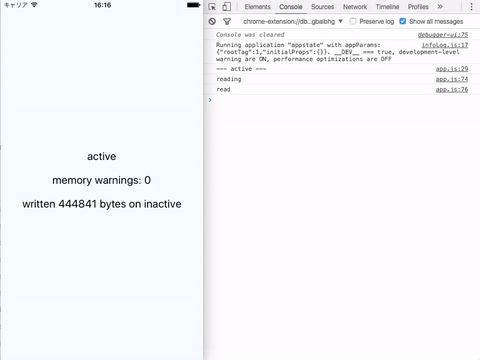 キャリア 16:16
active
memory warnings: 0
written 444841 bytes on inactive
Elements Console Sources Network Timeline Profiles »
chrome-extension://db...gbaibhg ▼ Preserve log Show all messages
Console was cleared debugger-ui:75
Running application "appstate" with appParams: infoLog.js:17
{"rootTag":1,"initialProps":{}}. __DEV__ === true, development-level
warning are ON, performance optimizations are OFF
--- active --- app.js:29
reading app.js:74
read app.js:76
>